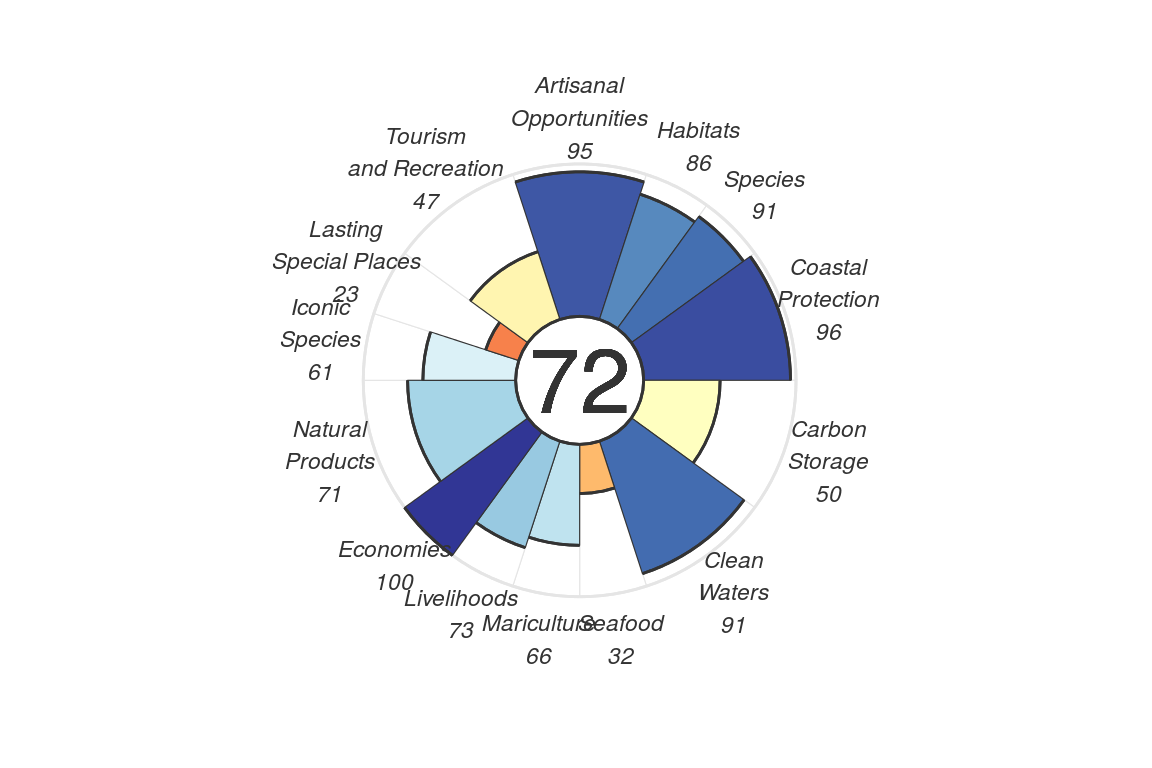 Artisanal
Opportunities
95
Habitats
86
Species
91
Coastal
Protection
96
Carbon
Storage
50
Clean
Waters
91
Seafood
32
Mariculture
66
Livelihoods
73
Economies
100
Natural
Products
71
Iconic
Species
61
Lasting
Special Places
23
Tourism
and Recreation
47
72